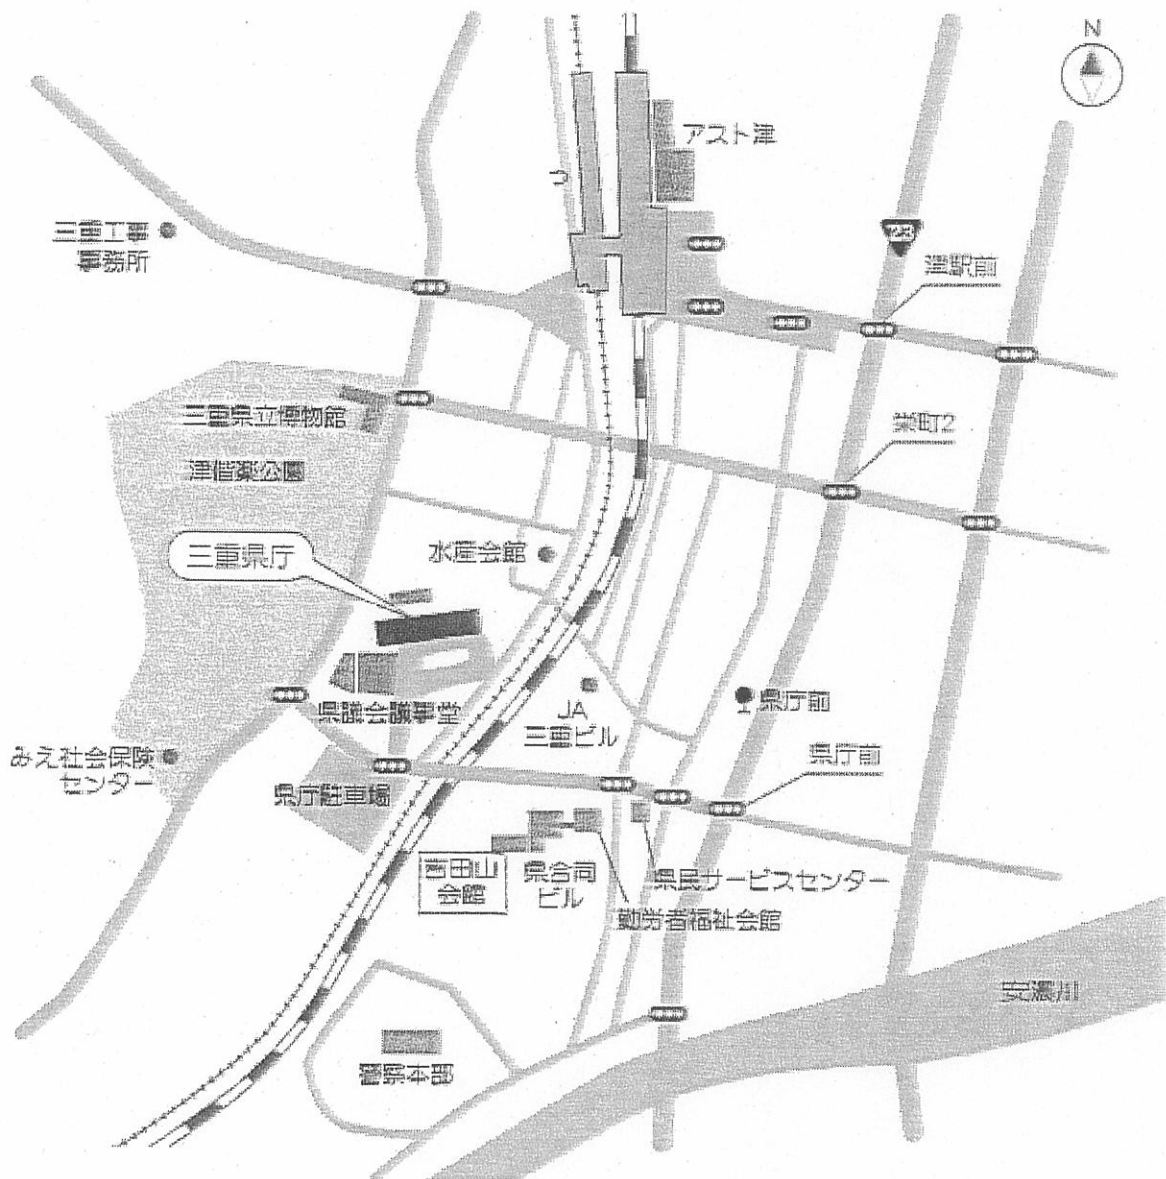 N
アスト津
つ
三重工事
事務所
23
津駅前
三重県立博物館
栄町2
津偕楽公園
三重県庁
水産会館
県議会議事堂
JA
三重ビル
県庁前
県庁前
みえ社会保険
センター
県庁駐車場
吉田山
会館
県合同
ビル
県民サービスセンター
勤労者福祉会館
警察本部